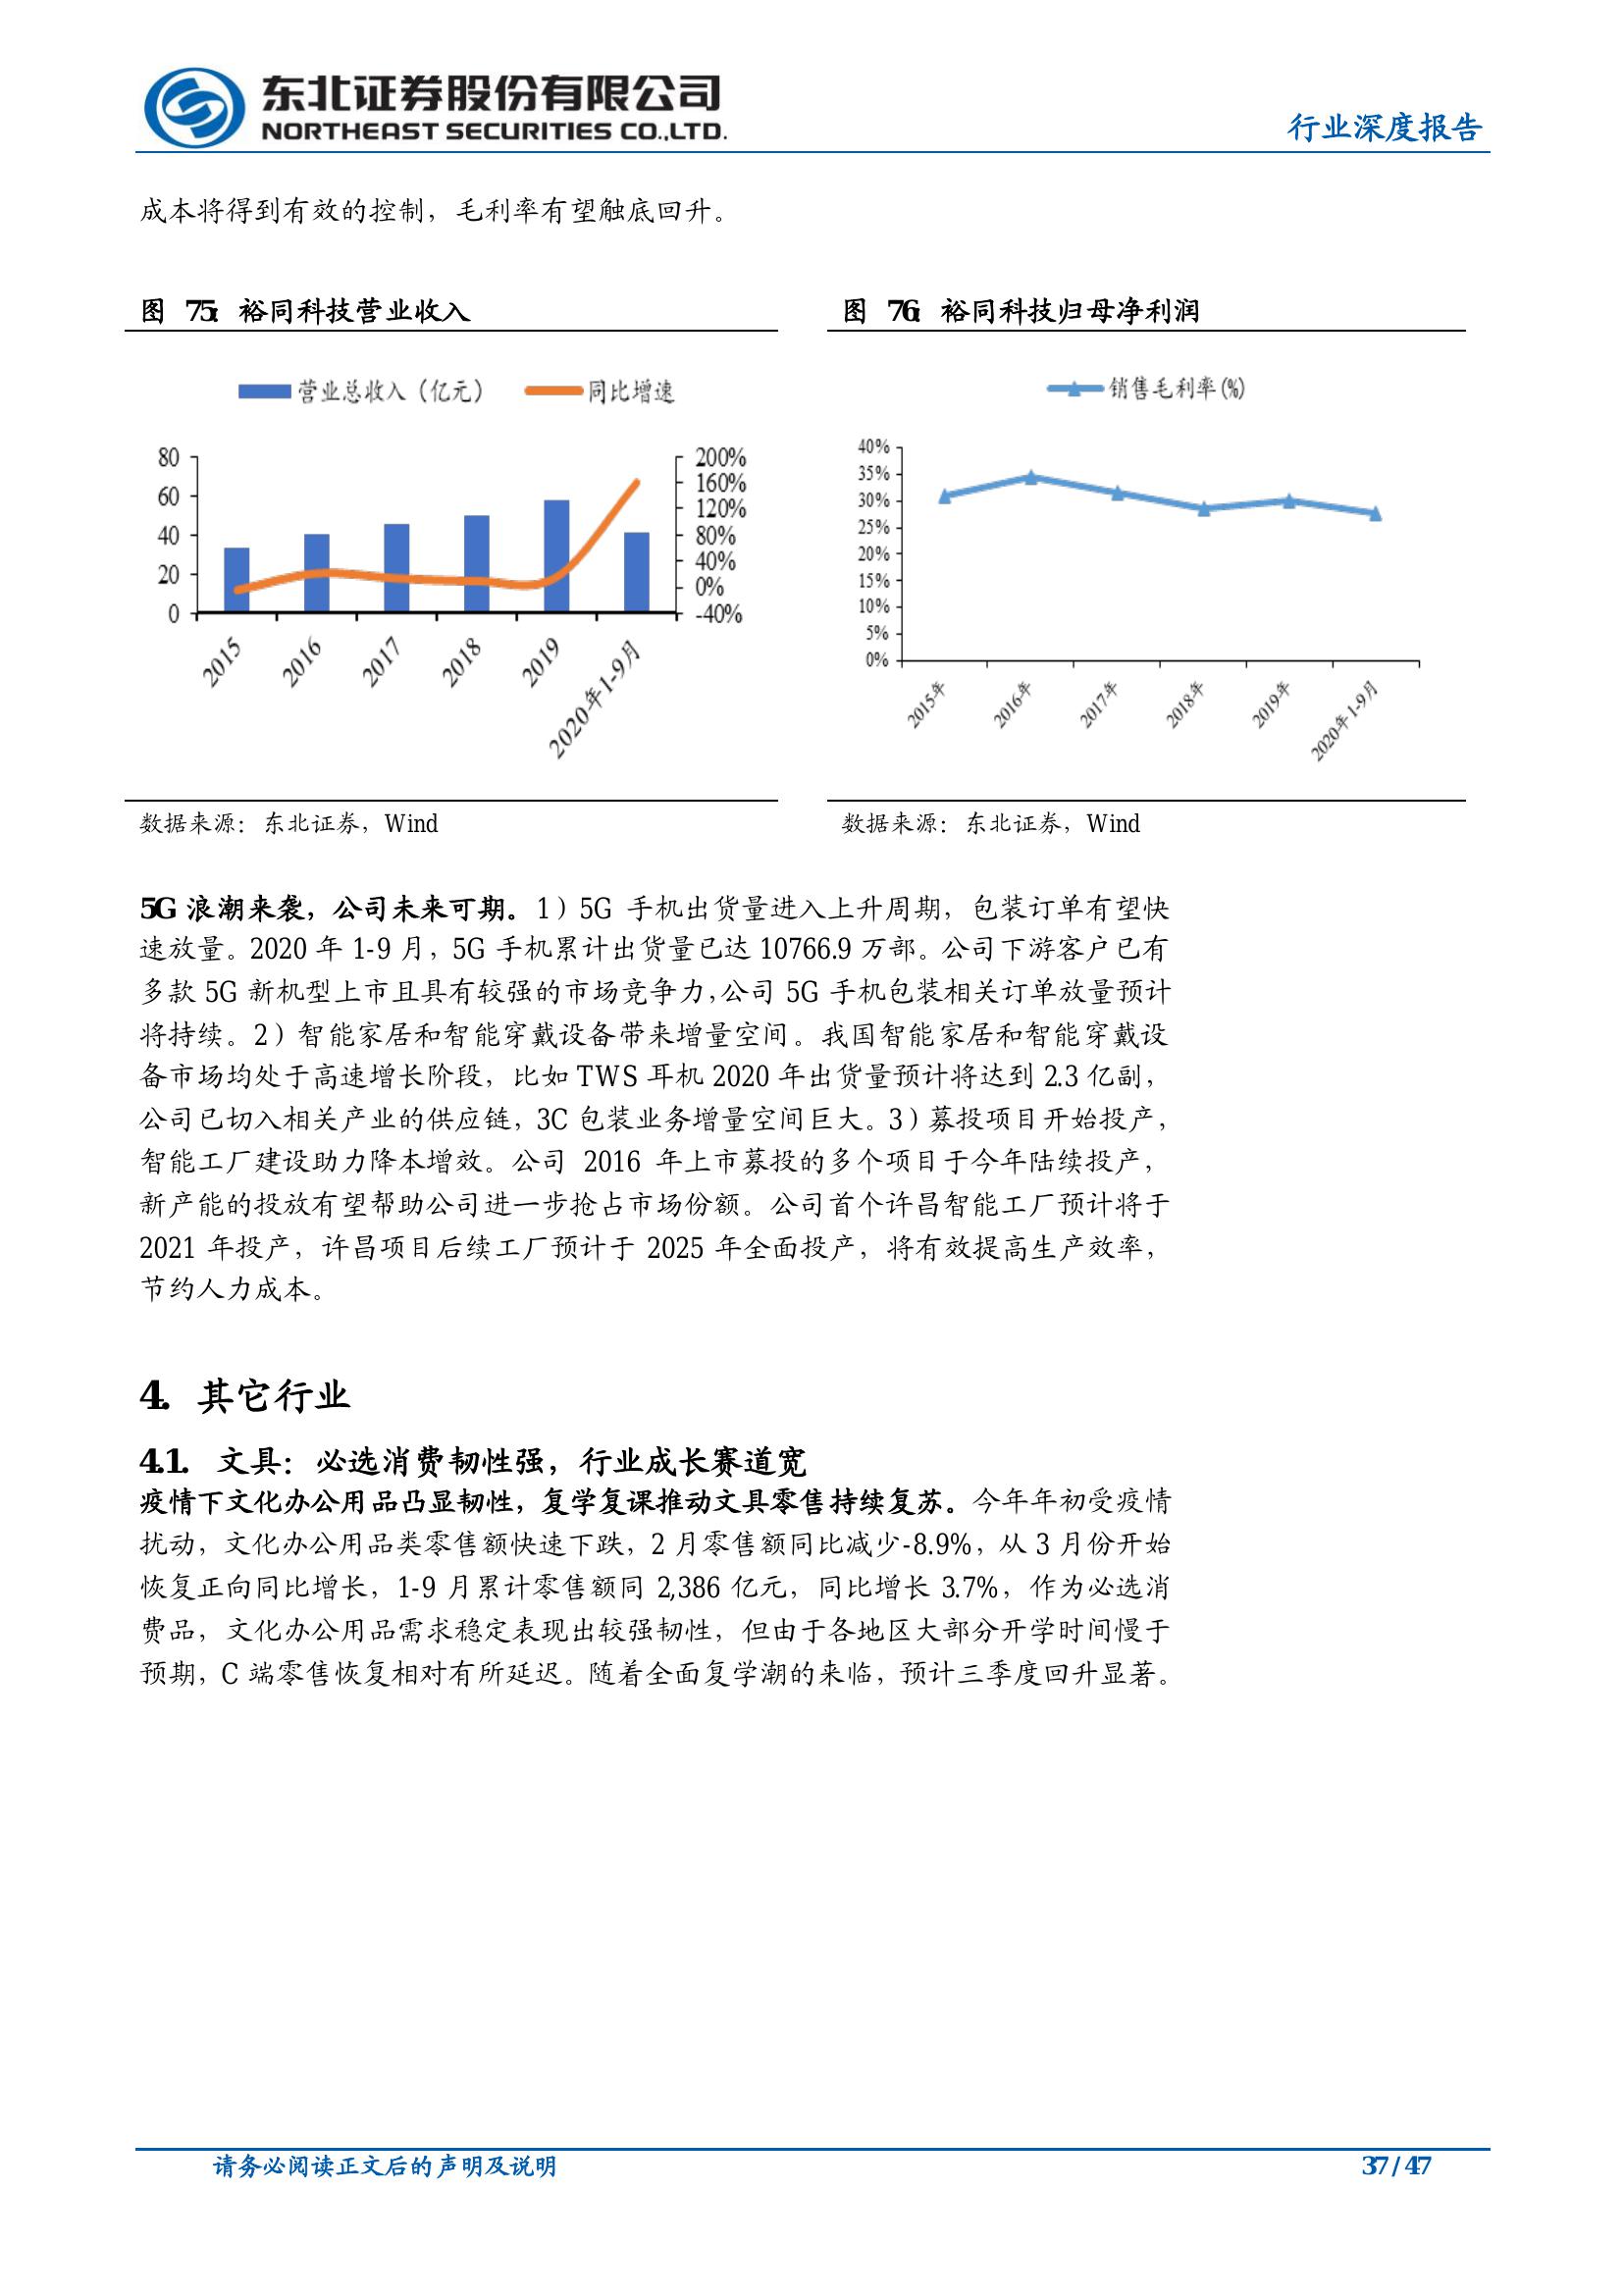 东北证券股份有限公司
NORTHEAST SECURITIES CO.,LTD.
行业深度报告
成本将得到有效的控制，毛利率有望触底回升。
图 75：裕同科技营业收入
营业总收入（亿元） 同比增速
80
60
40
20
0
200%
160%
120%
80%
40%
0%
-40%
2015 2016 2017 2018 2019 2020年1-9月
数据来源：东北证券，Wind
图 76：裕同科技归母净利润
销售毛利率(%)
40%
35%
30%
25%
20%
15%
10%
5%
0%
2015年 2016年 2017年 2018年 2019年 2020年1-9月
数据来源：东北证券，Wind
5G 浪潮来袭，公司未来可期。1）5G 手机出货量进入上升周期，包装订单有望快
速放量。2020 年 1-9 月，5G 手机累计出货量已达 10766.9 万部。公司下游客户已有
多款 5G 新机型上市且具有较强的市场竞争力，公司 5G 手机包装相关订单放量预计
将持续。2）智能家居和智能穿戴设备带来增量空间。我国智能家居和智能穿戴设
备市场均处于高速增长阶段，比如 TWS 耳机 2020 年出货量预计将达到 2.3 亿副，
公司已切入相关产业的供应链，3C 包装业务增量空间巨大。3）募投项目开始投产，
智能工厂建设助力降本增效。公司 2016 年上市募投的多个项目于今年陆续投产，
新产能的投放有望帮助公司进一步抢占市场份额。公司首个许昌智能工厂预计将于
2021 年投产，许昌项目后续工厂预计于 2025 年全面投产，将有效提高生产效率，
节约人力成本。
4. 其它行业
4.1. 文具：必选消费韧性强，行业成长赛道宽
疫情下文化办公用品凸显韧性，复学复课推动文具零售持续复苏。今年年初受疫情
扰动，文化办公用品类零售额快速下跌，2 月零售额同比减少-8.9%，从 3 月份开始
恢复正向同比增长，1-9 月累计零售额同 2,386 亿元，同比增长 3.7%，作为必选消
费品，文化办公用品需求稳定表现出较强韧性，但由于各地区大部分开学时间慢于
预期，C 端零售恢复相对有所延迟。随着全面复学潮的来临，预计三季度回升显著。
请务必阅读正文后的声明及说明
37 / 47